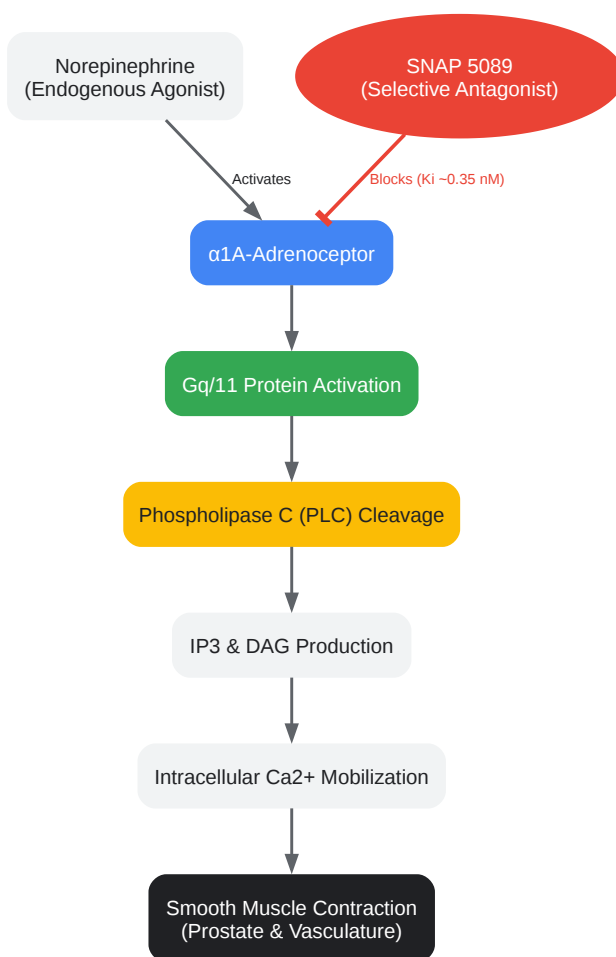 Norepinephrine
(Endogenous Agonist)
SNAP 5089
(Selective Antagonist)
Activates
Blocks (Ki ~0.35 nM)
α1A-Adrenoceptor
Gq/11 Protein Activation
Phospholipase C (PLC) Cleavage
IP3 & DAG Production
Intracellular Ca2+ Mobilization
Smooth Muscle Contraction
(Prostate & Vasculature)